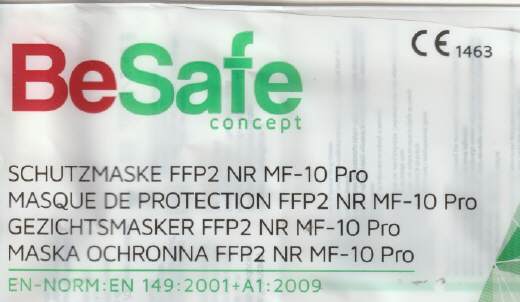 BeSafe
concept
CE 1463
SCHUTZMASKE FFP2 NR MF-10 Pro
MASQUE DE PROTECTION FFP2 NR MF-10 Pro
GEZICHTSMASKER FFP2 NR MF-10 Pro
MASKA OCHRONNA FFP2 NR MF-10 Pro
EN-NORM:EN 149:2001+A1:2009